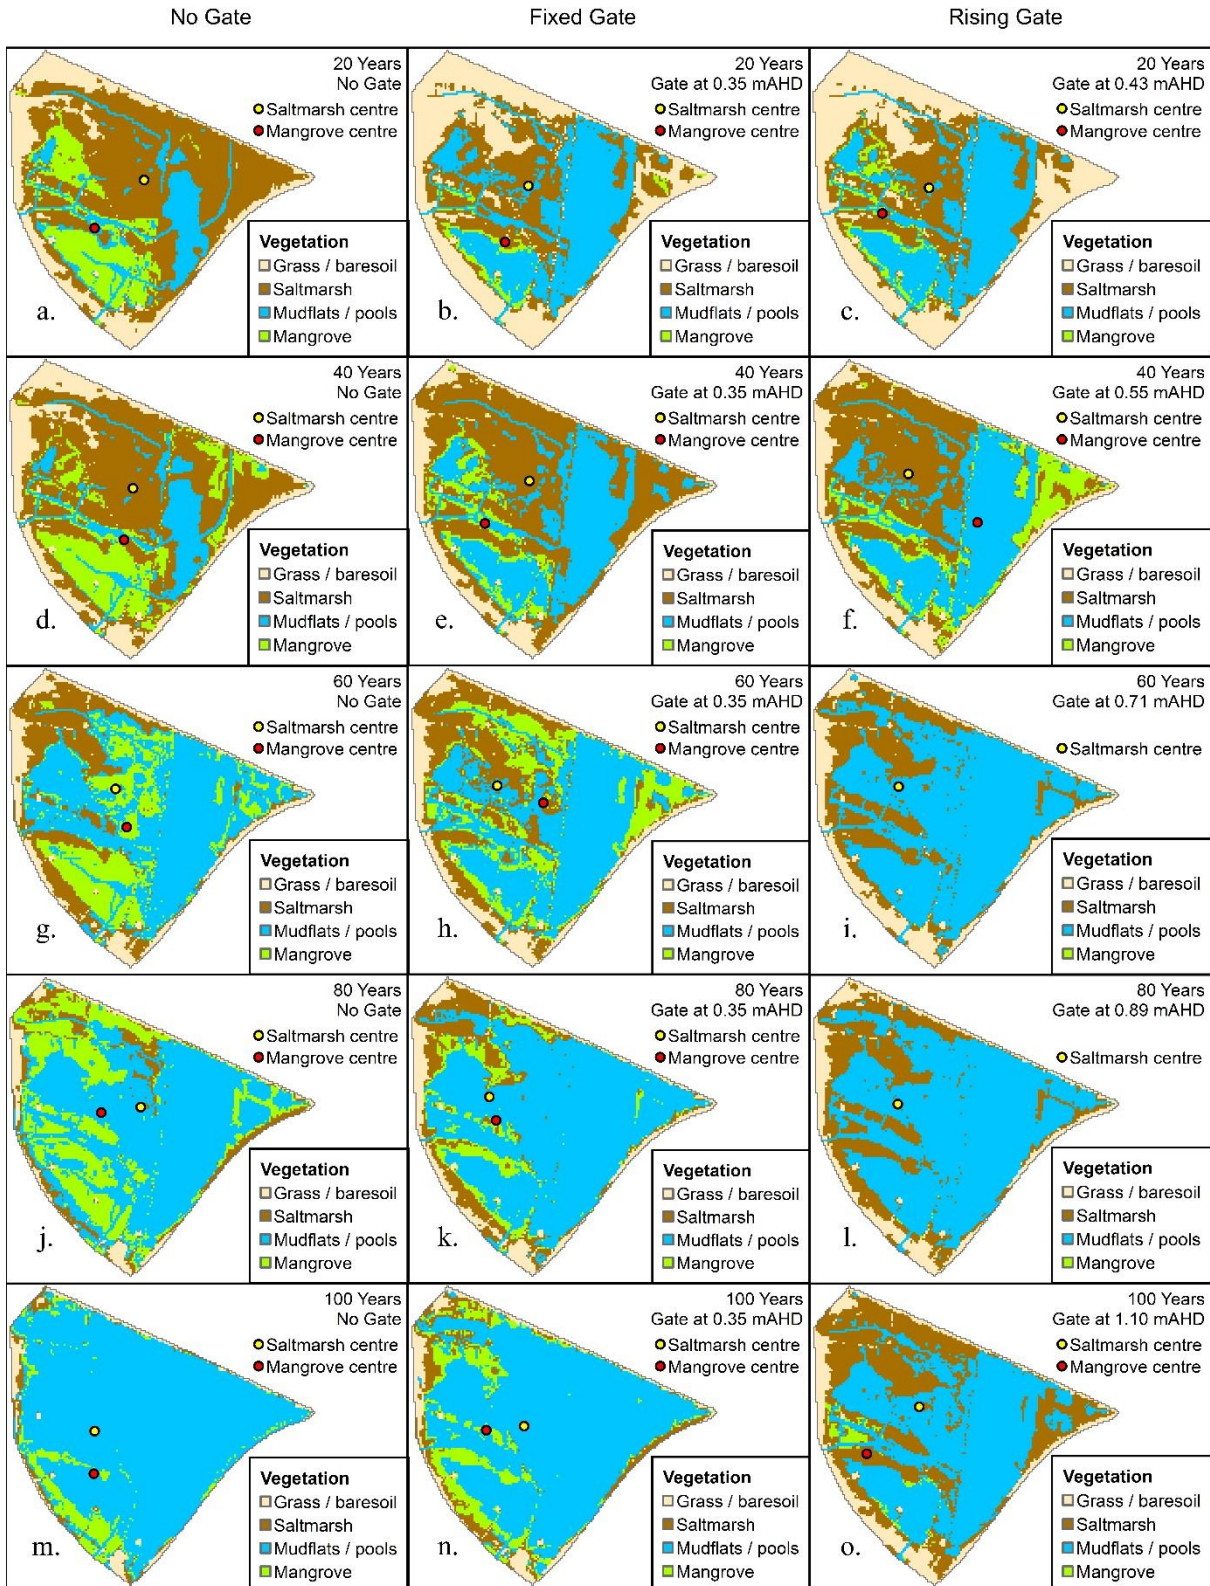 No Gate
Fixed Gate
Rising Gate
20 Years
No Gate
Saltmarsh centre
Mangrove centre
Vegetation
Grass / baresoil
Saltmarsh
Mudflats / pools
Mangrove
a.
20 Years
Gate at 0.35 mAHD
Saltmarsh centre
Mangrove centre
Vegetation
Grass / baresoil
Saltmarsh
Mudflats / pools
Mangrove
b.
20 Years
Gate at 0.43 mAHD
Saltmarsh centre
Mangrove centre
Vegetation
Grass / baresoil
Saltmarsh
Mudflats / pools
Mangrove
c.
40 Years
No Gate
Saltmarsh centre
Mangrove centre
Vegetation
Grass / baresoil
Saltmarsh
Mudflats / pools
Mangrove
d.
40 Years
Gate at 0.35 mAHD
Saltmarsh centre
Mangrove centre
Vegetation
Grass / baresoil
Saltmarsh
Mudflats / pools
Mangrove
e.
40 Years
Gate at 0.55 mAHD
Saltmarsh centre
Mangrove centre
Vegetation
Grass / baresoil
Saltmarsh
Mudflats / pools
Mangrove
f.
60 Years
No Gate
Saltmarsh centre
Mangrove centre
Vegetation
Grass / baresoil
Saltmarsh
Mudflats / pools
Mangrove
g.
60 Years
Gate at 0.35 mAHD
Saltmarsh centre
Mangrove centre
Vegetation
Grass / baresoil
Saltmarsh
Mudflats / pools
Mangrove
h.
60 Years
Gate at 0.71 mAHD
Saltmarsh centre
Vegetation
Grass / baresoil
Saltmarsh
Mudflats / pools
Mangrove
i.
80 Years
No Gate
Saltmarsh centre
Mangrove centre
Vegetation
Grass / baresoil
Saltmarsh
Mudflats / pools
Mangrove
j.
80 Years
Gate at 0.35 mAHD
Saltmarsh centre
Mangrove centre
Vegetation
Grass / baresoil
Saltmarsh
Mudflats / pools
Mangrove
k.
80 Years
Gate at 0.89 mAHD
Saltmarsh centre
Vegetation
Grass / baresoil
Saltmarsh
Mudflats / pools
Mangrove
l.
100 Years
No Gate
Saltmarsh centre
Mangrove centre
Vegetation
Grass / baresoil
Saltmarsh
Mudflats / pools
Mangrove
m.
100 Years
Gate at 0.35 mAHD
Saltmarsh centre
Mangrove centre
Vegetation
Grass / baresoil
Saltmarsh
Mudflats / pools
Mangrove
n.
100 Years
Gate at 1.10 mAHD
Saltmarsh centre
Mangrove centre
Vegetation
Grass / baresoil
Saltmarsh
Mudflats / pools
Mangrove
o.